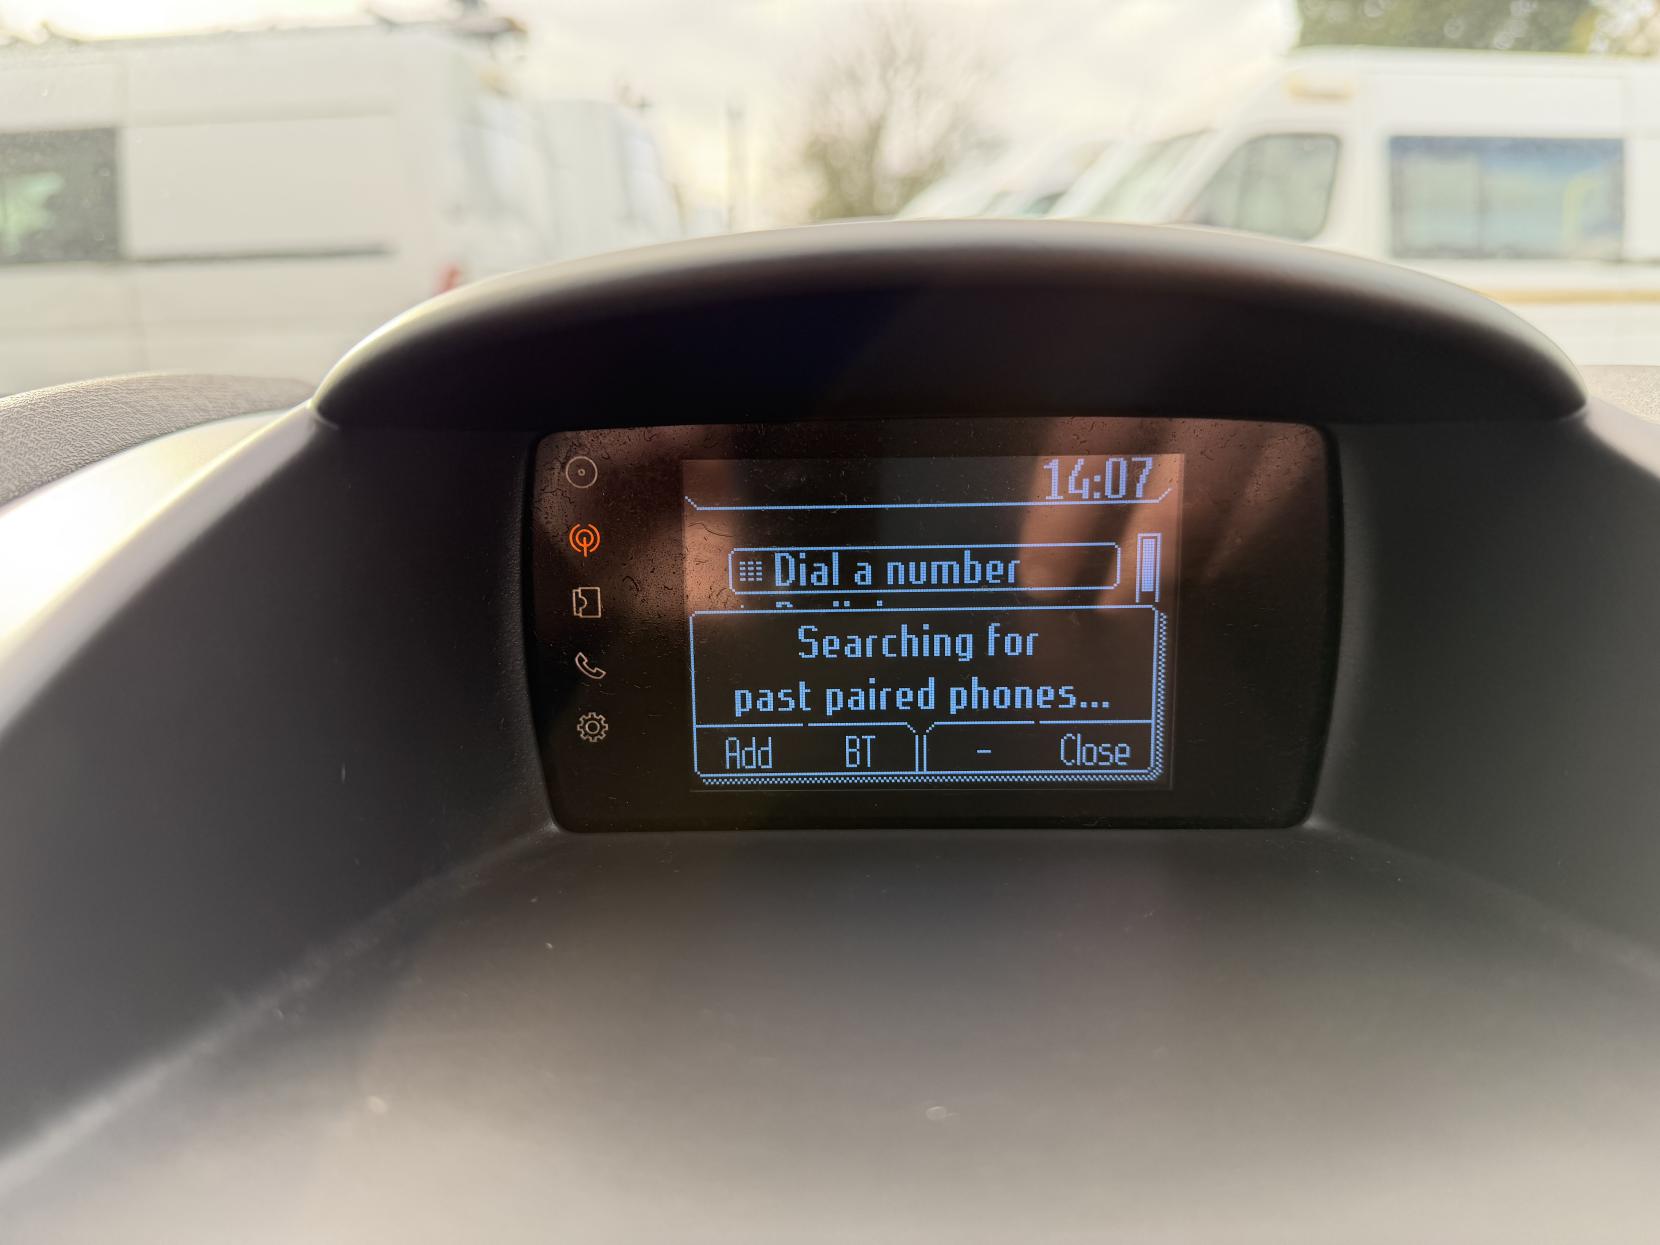 14:07
Dial a number
Searching for
past paired phones...
Add BT - Close